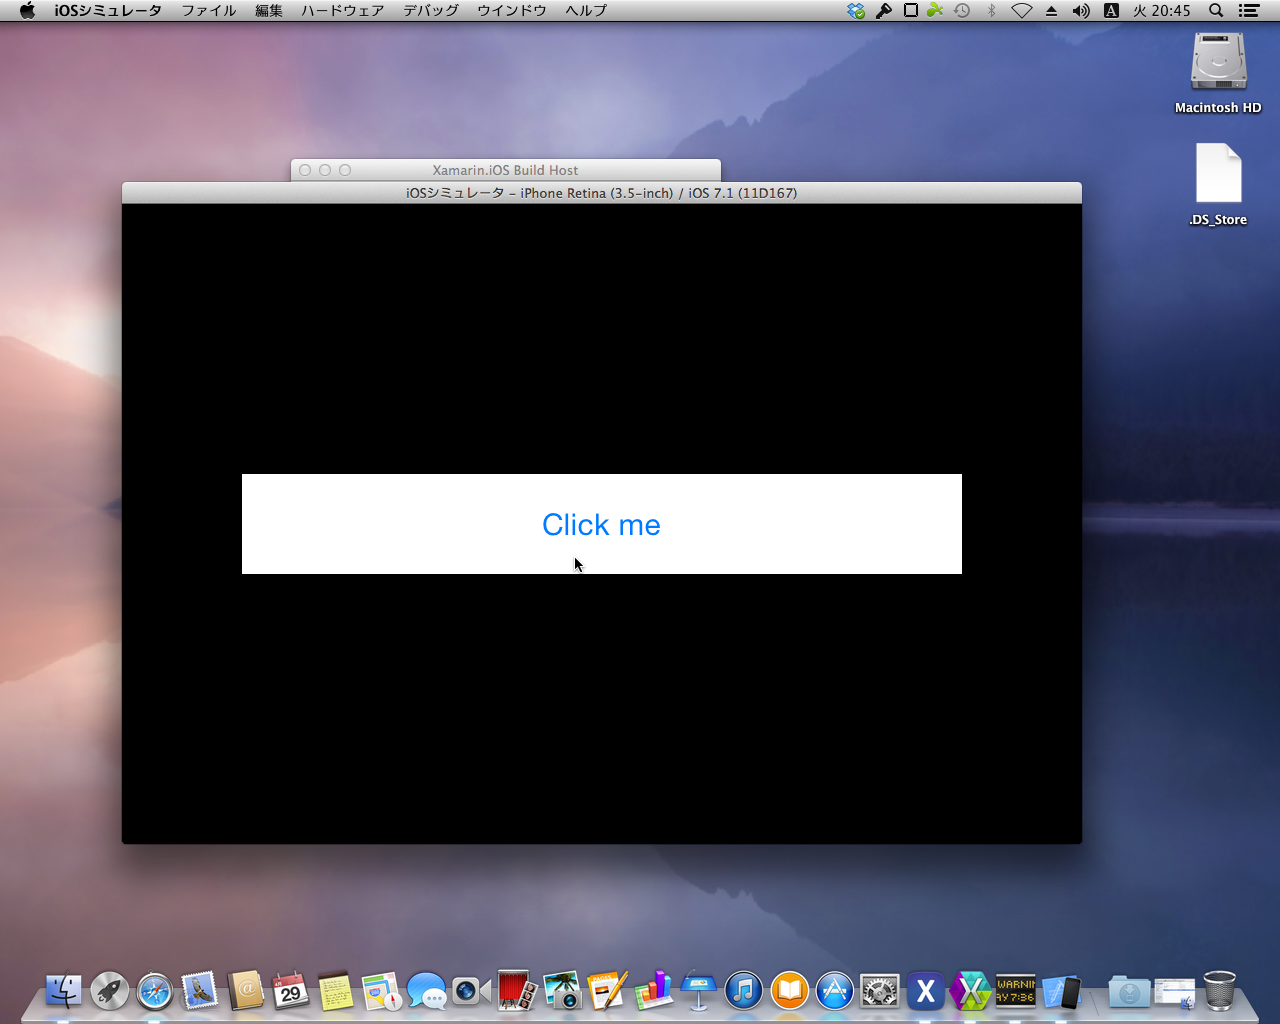 iOSシミュレータ ファイル 編集 ハードウェア デバッグ ウインドウ ヘルプ A 火 20:45
Macintosh HD
Xamarin.iOS Build Host
iOSシミュレータ – iPhone Retina (3.5-inch) / iOS 7.1 (11D167)
.DS_Store
Click me
29
PAGES
X
X
WARNIN
AY 7:36